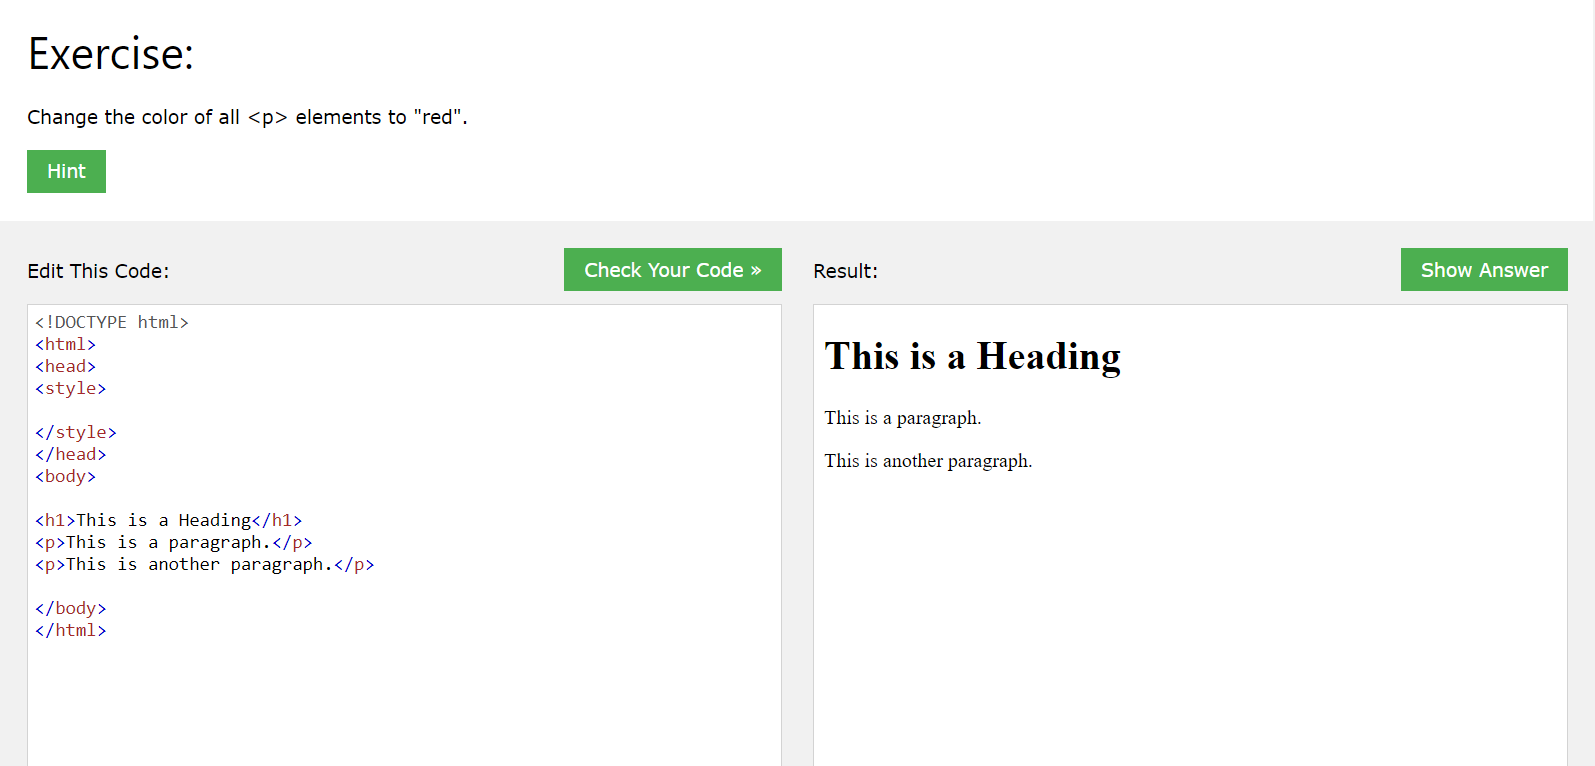 Exercise:
Change the color of all <p> elements to "red".
Hint
Edit This Code:
Check Your Code »
<!DOCTYPE html>
<html>
<head>
<style>
</style>
</head>
<body>
<h1>This is a Heading</h1>
<p>This is a paragraph.</p>
<p>This is another paragraph.</p>
</body>
</html>
Result:
Show Answer
This is a Heading
This is a paragraph.
This is another paragraph.